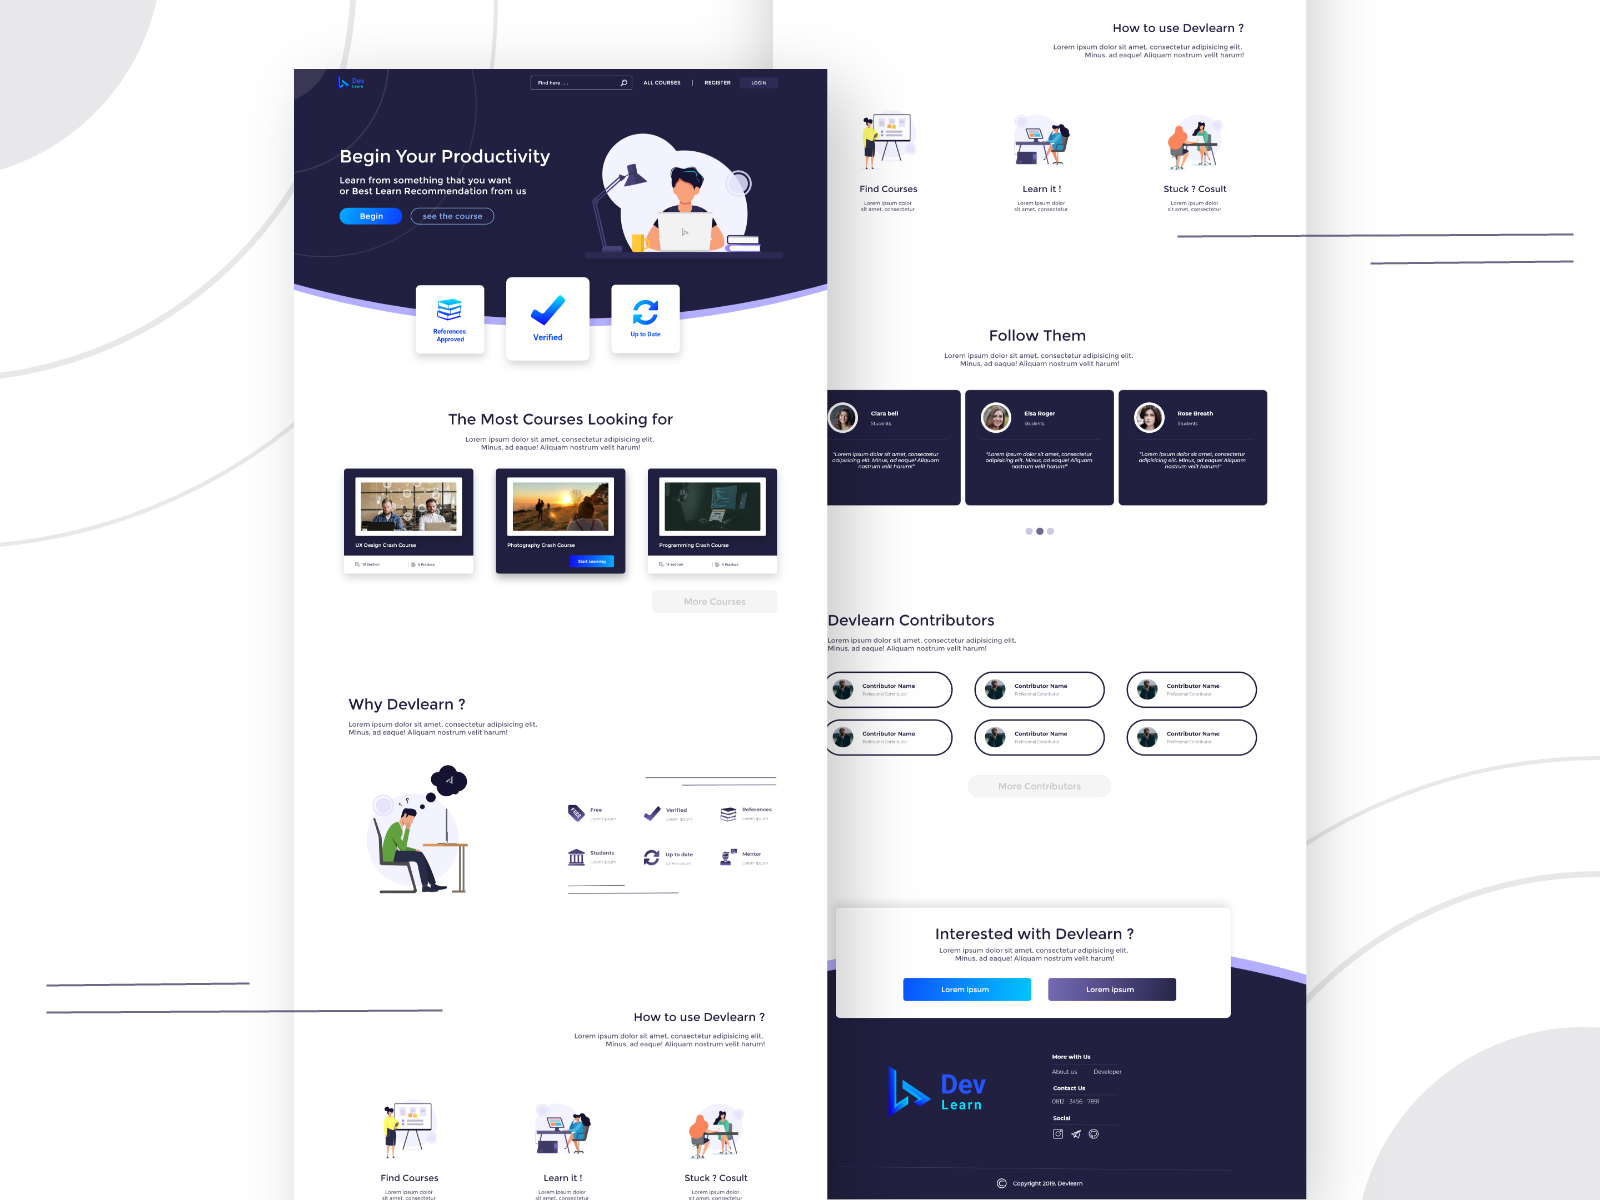 Dev
Learn
Find here . . .
ALL COURSES
|
REGISTER
LOGIN
Begin Your Productivity
Learn from something that you want
or Best Learn Recommendation from us
Begin
see the course
References
Approved
Verified
Up to Date
The Most Courses Looking for
Lorem ipsum dolor sit amet, consectetur adipisicing elit.
Minus, ad eaque! Aliquam nostrum velit harum!
UX Design Crash Course
Photography Crash Course
Start Learning
Programming Crash Course
More Courses
Why Devlearn ?
Lorem ipsum dolor sit amet, consectetur adipisicing elit.
Minus, ad eaque! Aliquam nostrum velit harum!
FREE
Free
Lorem ipsum
Verified
Lorem ipsum
References
Lorem ipsum
Students
Lorem ipsum
Up to date
Lorem ipsum
Mentor
Lorem ipsum
How to use Devlearn ?
Lorem ipsum dolor sit amet, consectetur adipisicing elit.
Minus, ad eaque! Aliquam nostrum velit harum!
Find Courses
Lorem ipsum dolor
sit amet, consectetur
Learn it !
Lorem ipsum dolor
sit amet, consectetur
Stuck ? Cosult
Lorem ipsum dolor
sit amet, consectetur
How to use Devlearn ?
Lorem ipsum dolor sit amet, consectetur adipisicing elit.
Minus, ad eaque! Aliquam nostrum velit harum!
Find Courses
Lorem ipsum dolor
sit amet, consectetur
Learn it !
Lorem ipsum dolor
sit amet, consectetur
Stuck ? Cosult
Lorem ipsum dolor
sit amet, consectetur
Follow Them
Lorem ipsum dolor sit amet, consectetur adipisicing elit.
Minus, ad eaque! Aliquam nostrum velit harum!
Clara bell
Students
"Lorem ipsum dolor sit amet, consectetur
adipisicing elit. Minus, ad eaque! Aliquam
nostrum velit harum!"
Elsa Roger
Students
"Lorem ipsum dolor sit amet, consectetur
adipisicing elit. Minus, ad eaque! Aliquam
nostrum velit harum!"
Rose Breath
Students
"Lorem ipsum dolor sit amet, consectetur
adipisicing elit. Minus, ad eaque! Aliquam
nostrum velit harum!"
Devlearn Contributors
Lorem ipsum dolor sit amet, consectetur adipisicing elit.
Minus, ad eaque! Aliquam nostrum velit harum!
Contributor Name
Profesional Contributor
Contributor Name
Profesional Contributor
Contributor Name
Profesional Contributor
Contributor Name
Profesional Contributor
Contributor Name
Profesional Contributor
Contributor Name
Profesional Contributor
More Contributors
Interested with Devlearn ?
Lorem ipsum dolor sit amet, consectetur adipisicing elit.
Minus, ad eaque! Aliquam nostrum velit harum!
Lorem ipsum
Lorem ipsum
Dev
Learn
More with Us
About us
Developer
Contact Us
0812 - 3456 - 7891
Social
© Copyright 2019, Devlearn